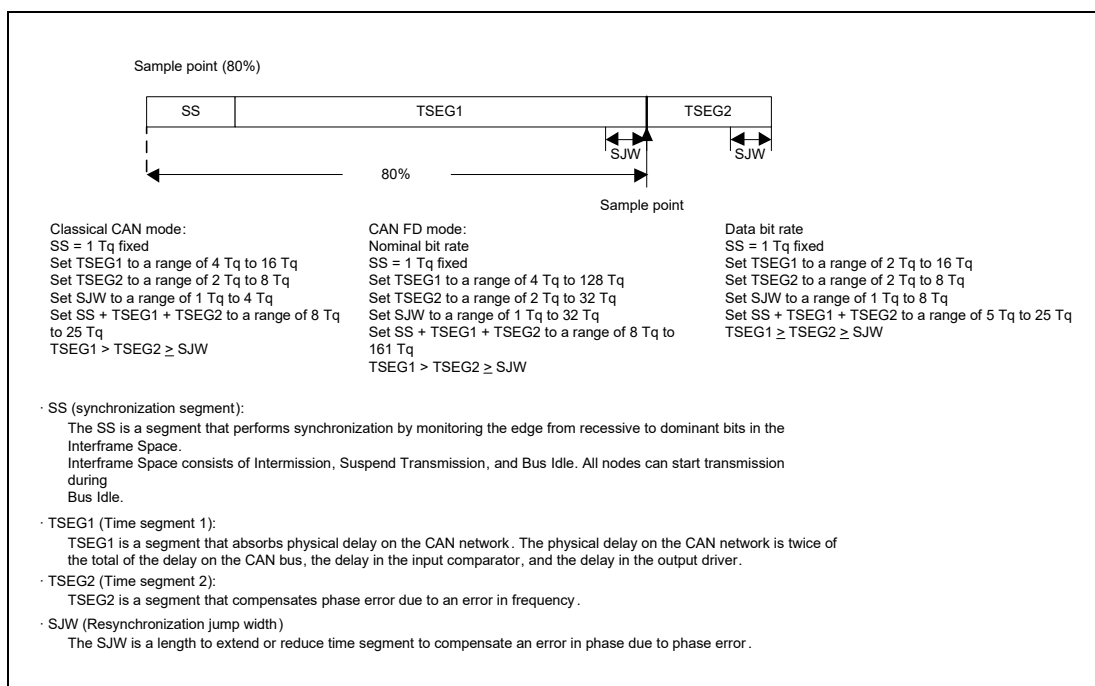 Sample point (80%)
SS TSEG1 TSEG2
SJW SJW
80%
Sample point
Classical CAN mode:
SS = 1 Tq fixed
Set TSEG1 to a range of 4 Tq to 16 Tq
Set TSEG2 to a range of 2 Tq to 8 Tq
Set SJW to a range of 1 Tq to 4 Tq
Set SS + TSEG1 + TSEG2 to a range of 8 Tq
to 25 Tq
TSEG1 > TSEG2 ≥ SJW
CAN FD mode:
Nominal bit rate
SS = 1 Tq fixed
Set TSEG1 to a range of 4 Tq to 128 Tq
Set TSEG2 to a range of 2 Tq to 32 Tq
Set SJW to a range of 1 Tq to 32 Tq
Set SS + TSEG1 + TSEG2 to a range of 8 Tq to
161 Tq
TSEG1 > TSEG2 ≥ SJW
Data bit rate
SS = 1 Tq fixed
Set TSEG1 to a range of 2 Tq to 16 Tq
Set TSEG2 to a range of 2 Tq to 8 Tq
Set SJW to a range of 1 Tq to 8 Tq
Set SS + TSEG1 + TSEG2 to a range of 5 Tq to 25 Tq
TSEG1 ≥ TSEG2 ≥ SJW
· SS (synchronization segment):
The SS is a segment that performs synchronization by monitoring the edge from recessive to dominant bits in the
Interframe Space.
Interframe Space consists of Intermission, Suspend Transmission, and Bus Idle. All nodes can start transmission
during
Bus Idle.
· TSEG1 (Time segment 1):
TSEG1 is a segment that absorbs physical delay on the CAN network. The physical delay on the CAN network is twice of
the total of the delay on the CAN bus, the delay in the input comparator, and the delay in the output driver.
· TSEG2 (Time segment 2):
TSEG2 is a segment that compensates phase error due to an error in frequency.
· SJW (Resynchronization jump width)
The SJW is a length to extend or reduce time segment to compensate an error in phase due to phase error.